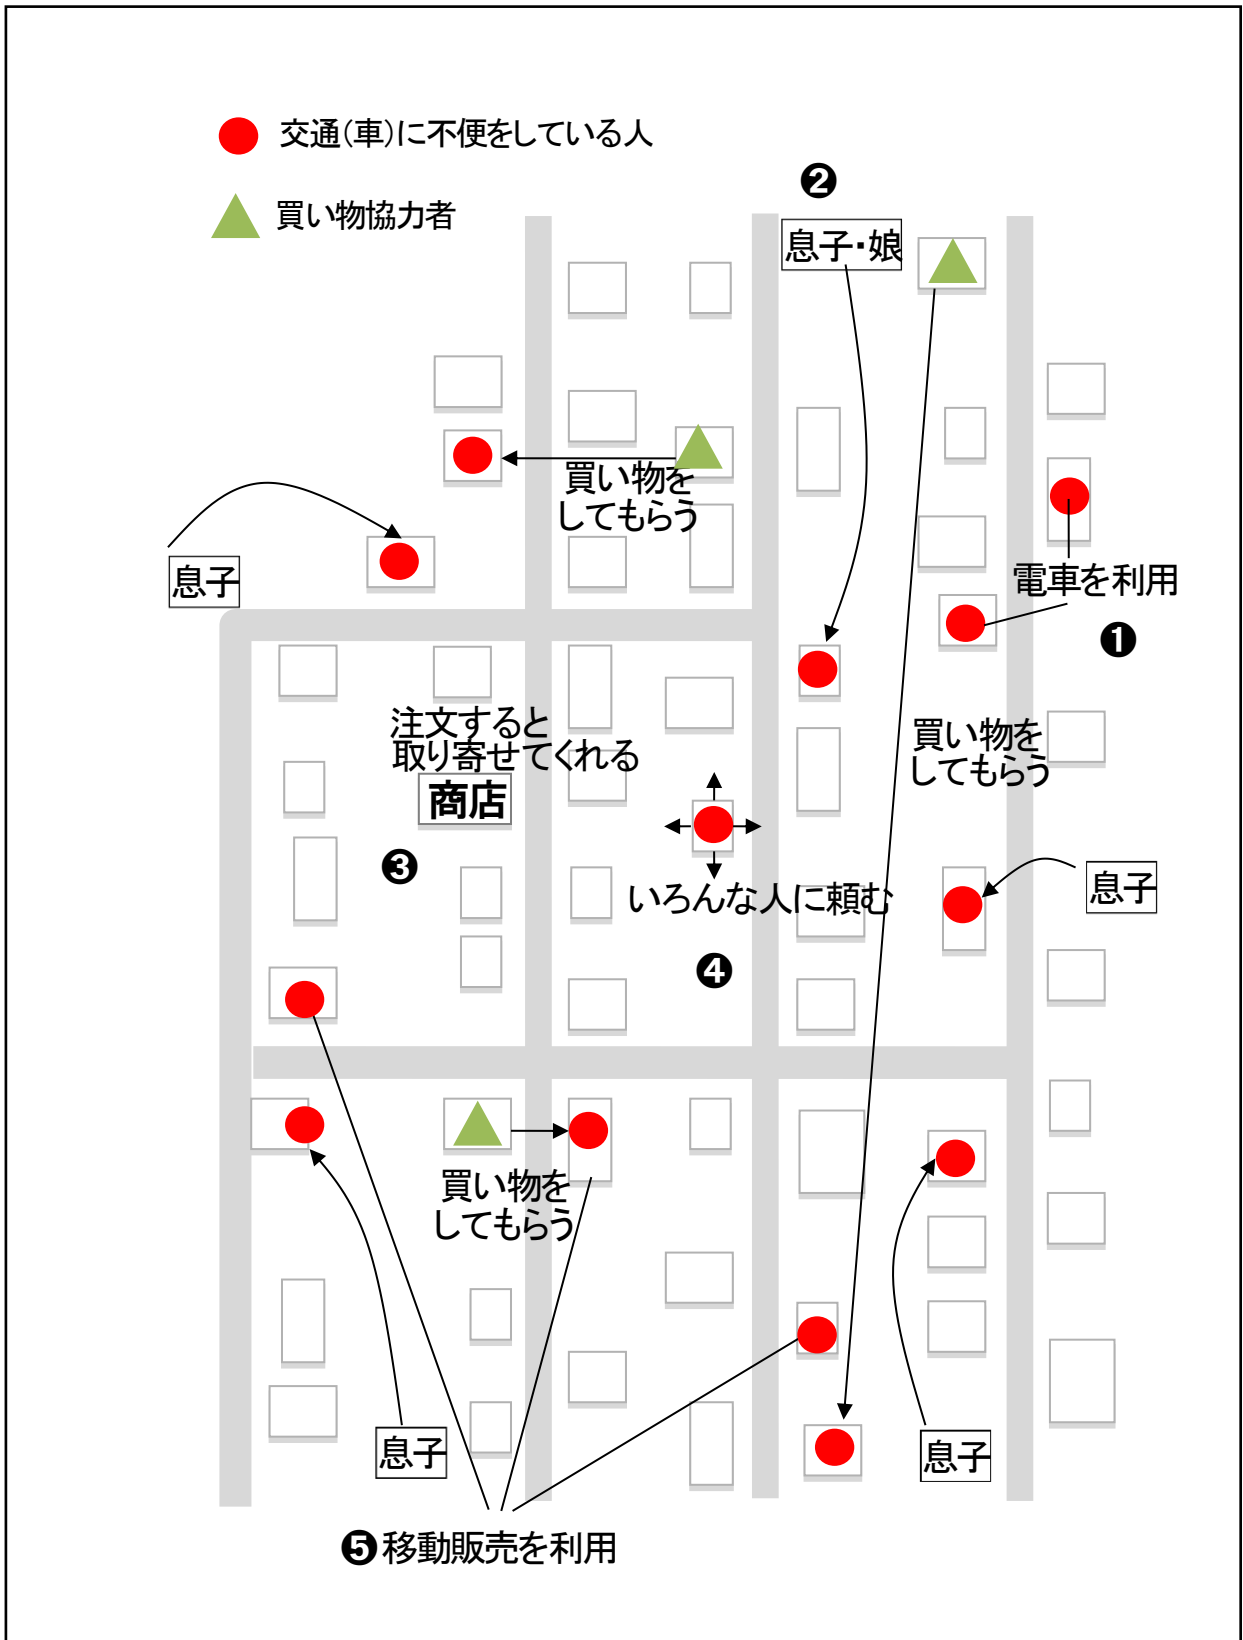 交通(車)に不便をしている人
買い物協力者
❷
息子・娘
買い物を
してもらう
息子
電車を利用
❶
注文すると
取り寄せてくれる
商店
買い物を
してもらう
❸
いろんな人に頼む
息子
❹
買い物を
してもらう
息子
息子
❺移動販売を利用